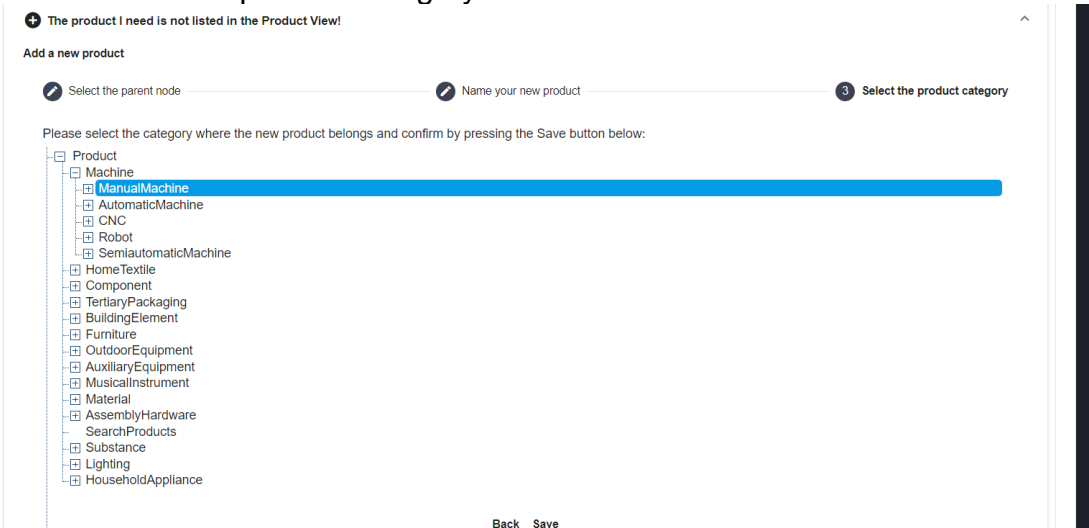 The product I need is not listed in the Product View!
Add a new product
Select the parent node
Name your new product
3 Select the product category
Please select the category where the new product belongs and confirm by pressing the Save button below:
Product
Machine
ManualMachine
AutomaticMachine
CNC
Robot
SemiautomaticMachine
HomeTextile
Component
TertiaryPackaging
BuildingElement
Furniture
OutdoorEquipment
AuxiliaryEquipment
MusicalInstrument
Material
AssemblyHardware
SearchProducts
Substance
Lighting
HouseholdAppliance
Back Save